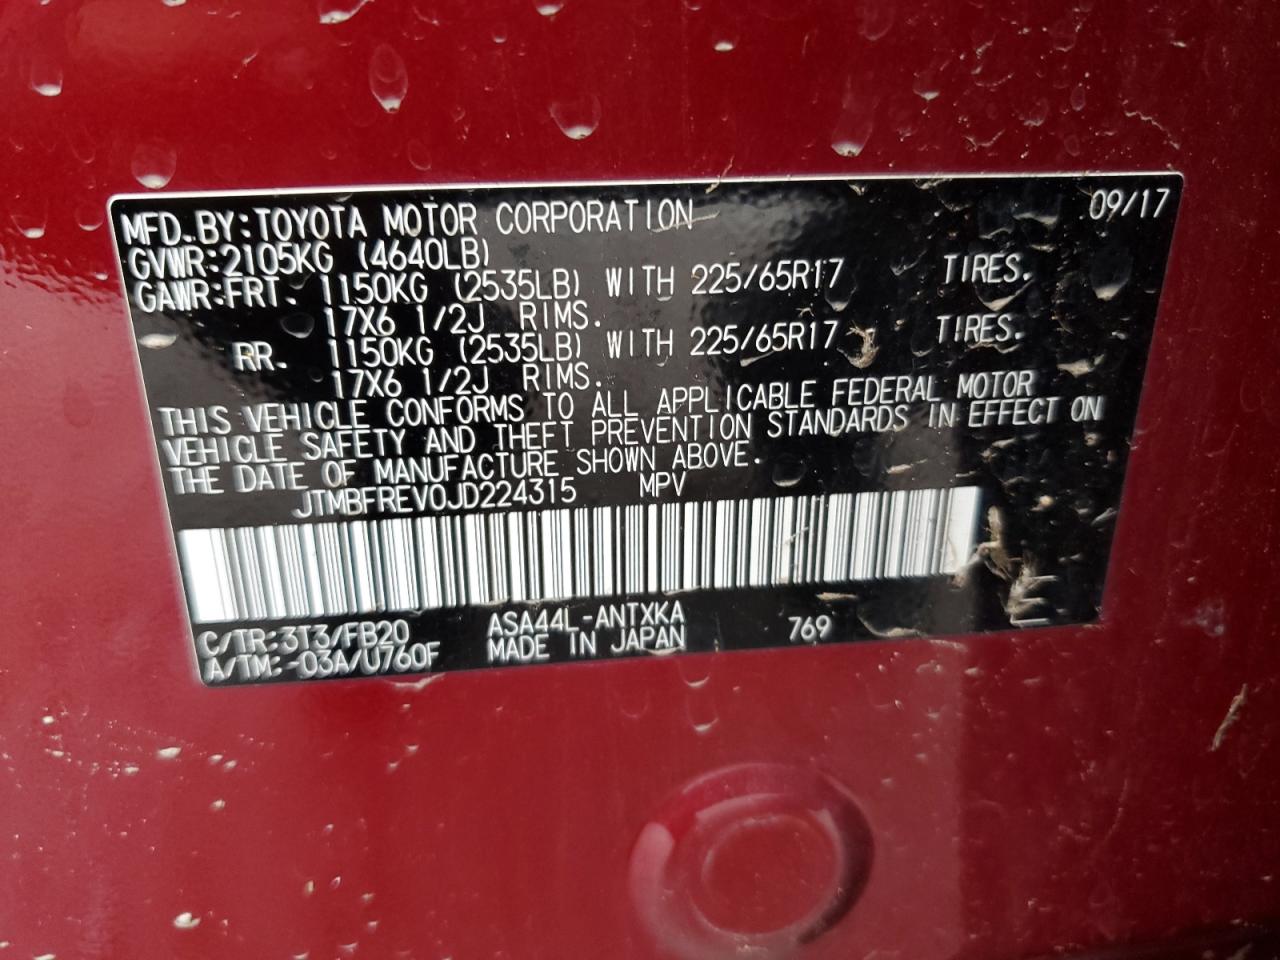 09/17
MFD. BY: TOYOTA MOTOR CORPORATION
GVWR: 2105KG (4640LB)
GAWR: FRT. 1150KG (2535LB) WITH 225/65R17 TIRES.
17X6 1/2J RIMS.
RR. 1150KG (2535LB) WITH 225/65R17 TIRES.
17X6 1/2J RIMS.
THIS VEHICLE CONFORMS TO ALL APPLICABLE FEDERAL MOTOR
VEHICLE SAFETY AND THEFT PREVENTION STANDARDS IN EFFECT ON
THE DATE OF MANUFACTURE SHOWN ABOVE.
JTMBFREV0JD224315 MPV
C/TR: 3T3/FB20 ASA44L-ANTXKA 769
A/TM: -03A/U760F MADE IN JAPAN